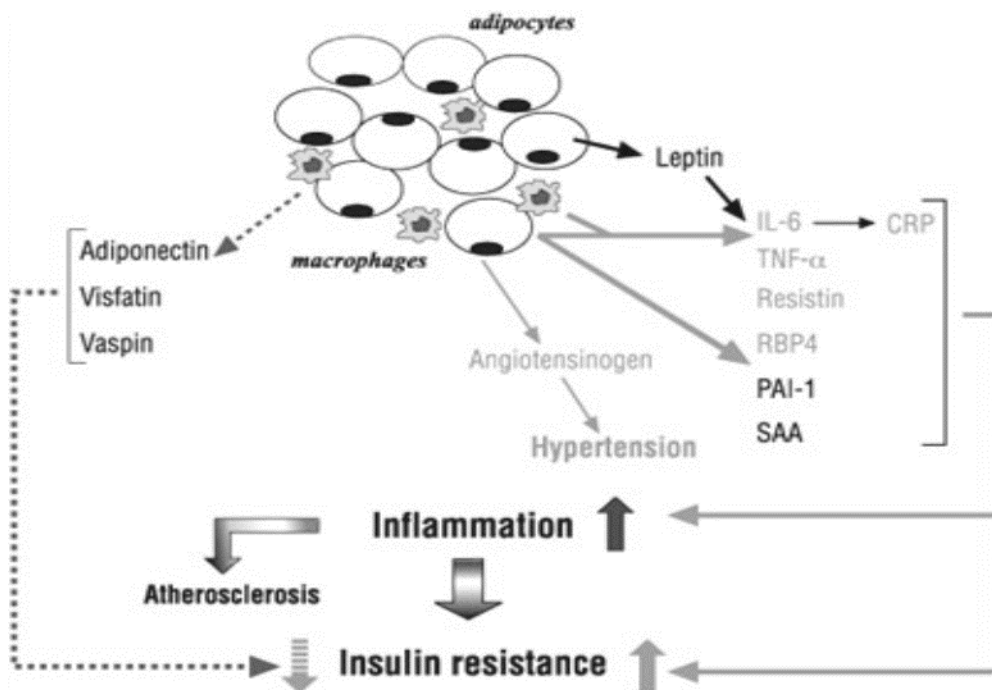 adipocytes
Leptin
IL-6 CRP
TNF-α
Resistin
RBP4
PAI-1
SAA
macrophages
Adiponectin
Visfatin
Vaspin
Angiotensinogen
Hypertension
Inflammation
Atherosclerosis
Insulin resistance